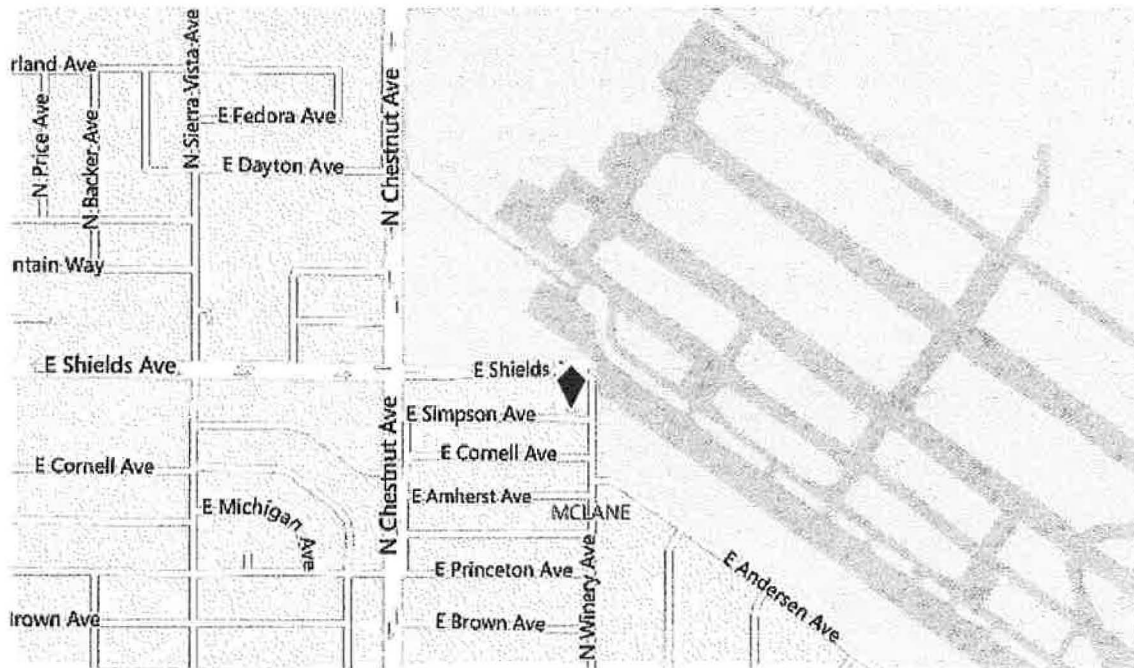 rland Ave
N Price Ave
N Backer Ave
N Sierra Vista Ave
E Fedora Ave
E Dayton Ave
N Chestnut Ave
ntain Way
E Shields Ave
E Shields
E Simpson Ave
E Cornell Ave
E Cornell Ave
E Amherst Ave
N Chestnut Ave
E Michigan Ave
MCLANE
E Princeton Ave
N Winery Ave
E Andersen Ave
Brown Ave
E Brown Ave